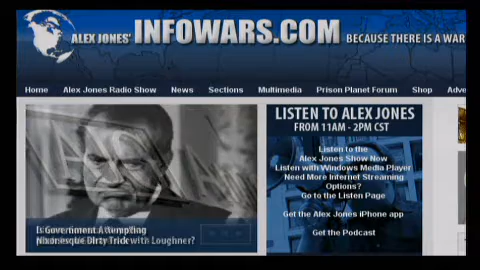 ALEX JONES' INFOWARS.COM BECAUSE THERE IS A WAR
Home Alex Jones Radio Show News Sections Multimedia Prison Planet Forum Shop Adve
LISTEN TO ALEX JONES
FROM 11AM - 2PM CST
Listen to the
Alex Jones Show Now
Listen with Windows Media Player
Need More Internet Streaming
Options?
Go to the Listen Page
Get the Alex Jones iPhone app
Get the Podcast
Is Government Attempting
Nixonesque Dirty Trick with Loughner?